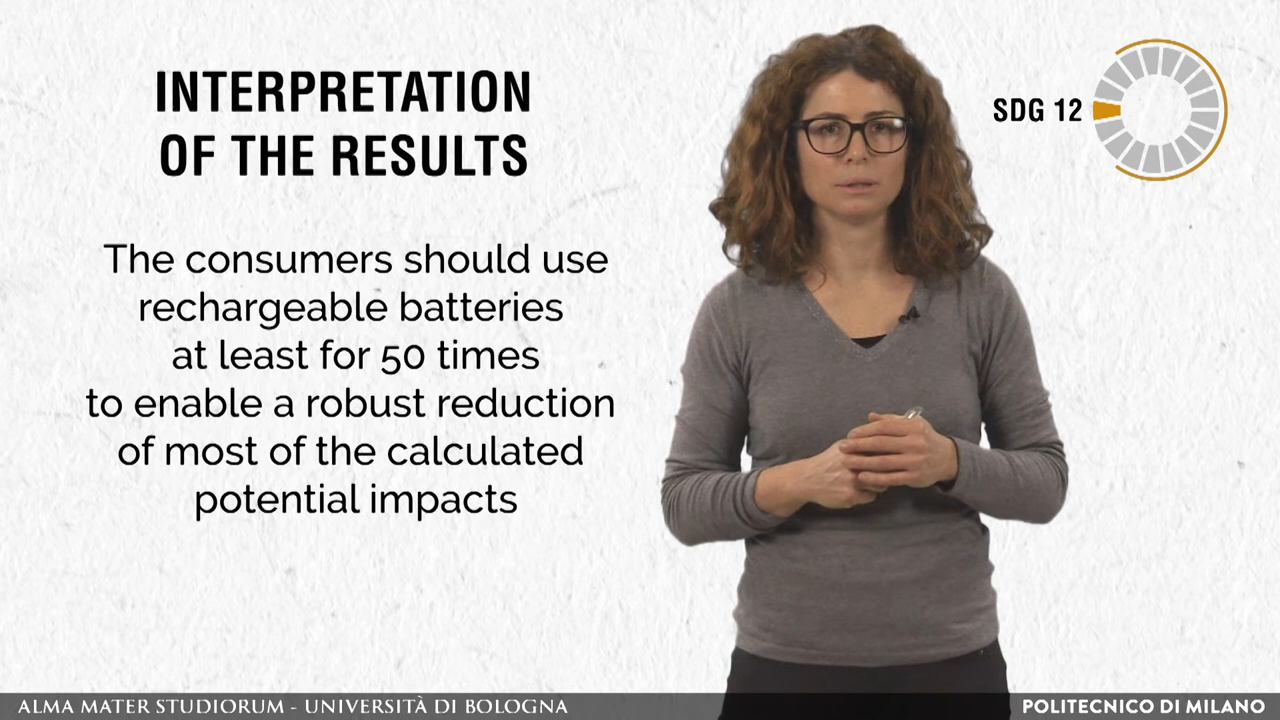 INTERPRETATION
OF THE RESULTS
SDG 12
The consumers should use
rechargeable batteries
at least for 50 times
to enable a robust reduction
of most of the calculated
potential impacts
ALMA MATER STUDIORUM - UNIVERSITÀ DI BOLOGNA
POLITECNICO DI MILANO